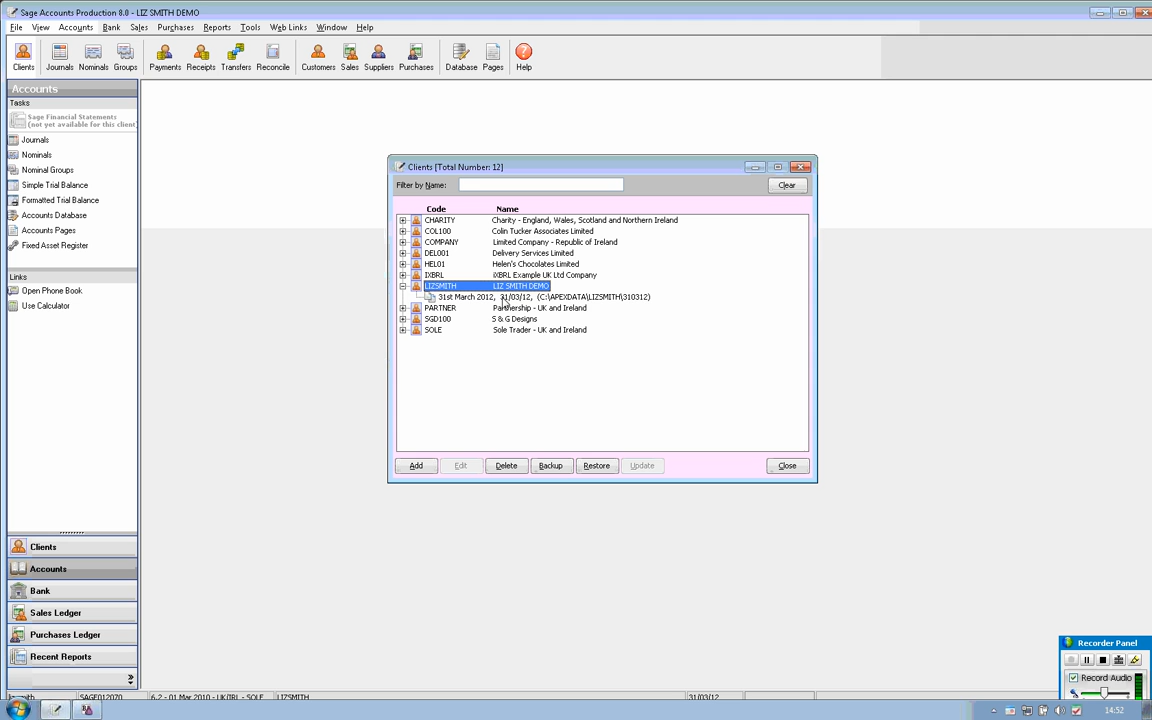 Sage Accounts Production 8.0 - LIZ SMITH DEMO
File View Accounts Bank Sales Purchases Reports Tools Web Links Window Help
Clients Journals Nominals Groups Payments Receipts Transfers Reconcile Customers Sales Suppliers Purchases Database Pages Help
Accounts
Tasks
Sage Financial Statements
(not yet available for this client
Journals
Nominals
Nominal Groups
Simple Trial Balance
Formatted Trial Balance
Accounts Database
Accounts Pages
Fixed Asset Register
Links
Open Phone Book
Use Calculator
Clients
Accounts
Bank
Sales Ledger
Purchases Ledger
Recent Reports
Clients [Total Number: 12]
Filter by Name:
Clear
Code Name
CHARITY Charity - England, Wales, Scotland and Northern Ireland
COL100 Colin Tucker Associates Limited
COMPANY Limited Company - Republic of Ireland
DEL001 Delivery Services Limited
HEL01 Helen's Chocolates Limited
IXBRL iXBRL Example UK Ltd Company
LIZSMITH LIZ SMITH DEMO
31st March 2012, 31/03/12, (C:\APEXDATA\LIZSMITH\310312)
PARTNER Partnership - UK and Ireland
SGD100 S & G Designs
SOLE Sole Trader - UK and Ireland
Add Edit Delete Backup Restore Update Close
Recorder Panel
Record Audio
SAGE012070 6.2 - 01 Mar 2010 - UK/IRL - SOLE LIZSMITH 31/03/12
14:52